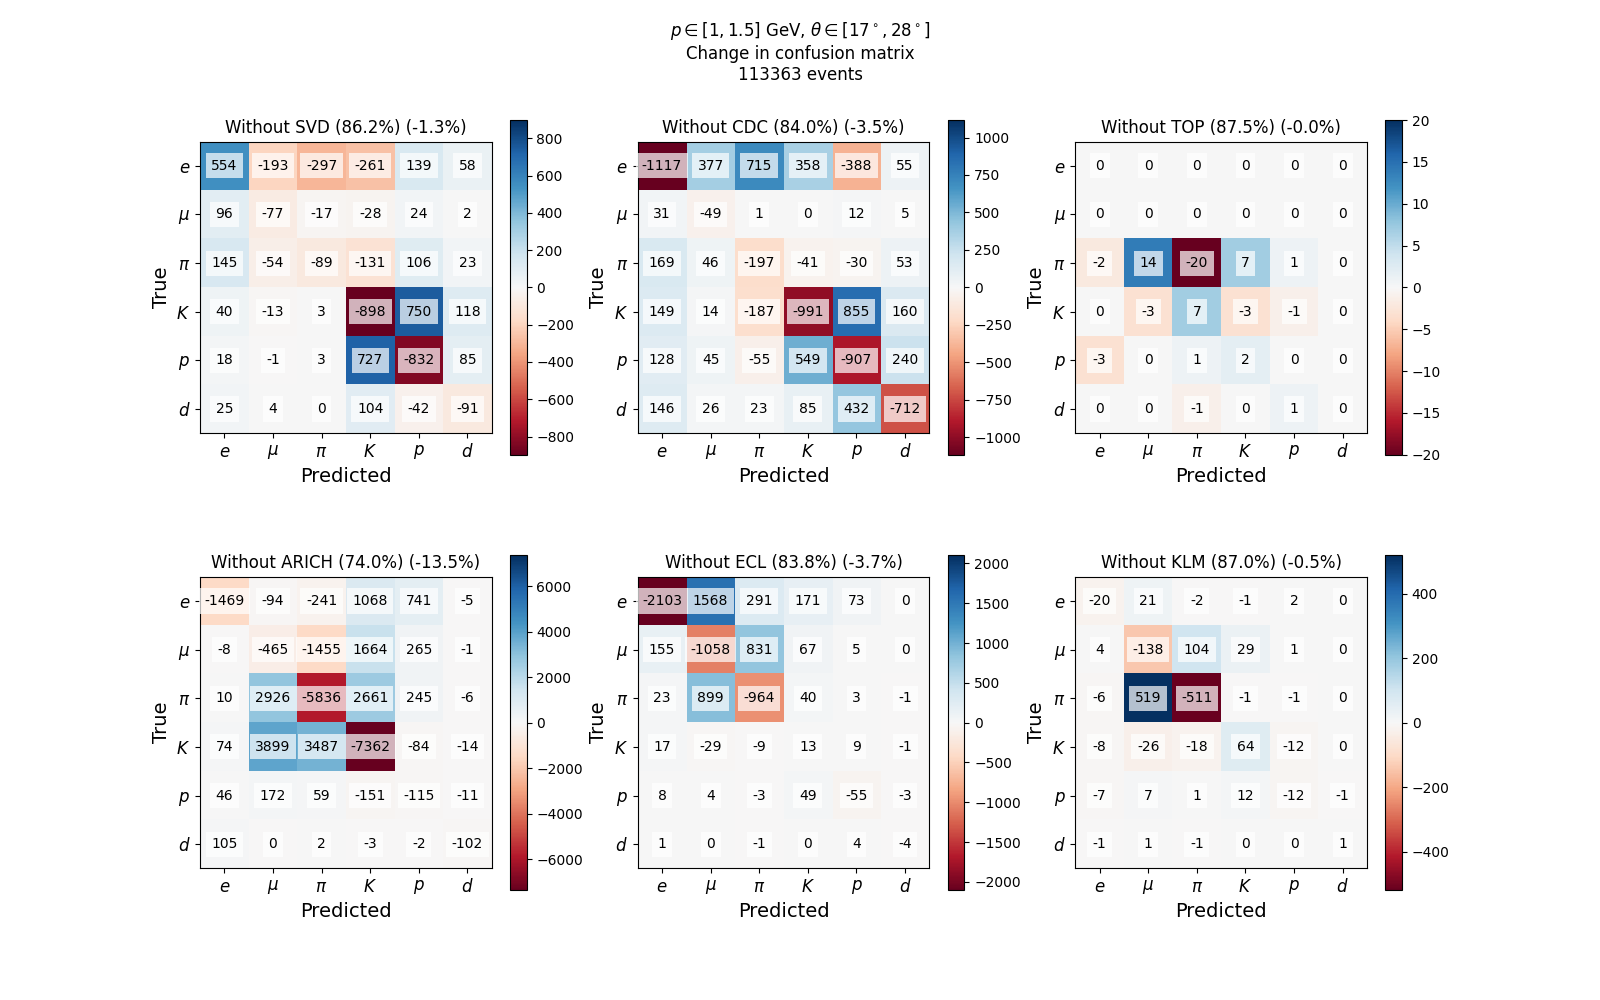 p ∈ [1, 1.5] GeV, θ ∈ [17°, 28°]
Change in confusion matrix
113363 events
Without SVD (86.2%) (-1.3%)
True
e 554 -193 -297 -261 139 58
μ 96 -77 -17 -28 24 2
π 145 -54 -89 -131 106 23
K 40 -13 3 -898 750 118
p 18 -1 3 727 -832 85
d 25 4 0 104 -42 -91
e μ π K p d
Predicted
800
600
400
200
0
−200
−400
−600
−800
Without CDC (84.0%) (-3.5%)
True
e -1117 377 715 358 -388 55
31 -49 1 0 12 5
169 46 -197 -41 -30 53
149 14 -187 -991 855 160
128 45 -55 549 -907 240
146 26 23 85 432 -712
e μ π K p d
Predicted
1000
750
500
250
0
−250
−500
−750
−1000
Without TOP (87.5%) (-0.0%)
True
e 0 0 0 0 0 0
μ 0 0 0 0 0 0
π -2 14 -20 7 1 0
K 0 -3 7 -3 -1 0
p -3 0 1 2 0 0
d 0 0 -1 0 1 0
e μ π K p d
Predicted
20
15
10
5
0
−5
−10
−15
−20
Without ARICH (74.0%) (-13.5%)
True
e -1469 -94 -241 1068 741 -5
μ -8 -465 -1455 1664 265 -1
π 10 2926 -5836 2661 245 -6
K 74 3899 3487 -7362 -84 -14
p 46 172 59 -151 -115 -11
d 105 0 2 -3 -2 -102
e μ π K p d
Predicted
6000
4000
2000
0
−2000
−4000
−6000
Without ECL (83.8%) (-3.7%)
True
e -2103 1568 291 171 73 0
μ 155 -1058 831 67 5 0
π 23 899 -964 40 3 -1
K 17 -29 -9 13 9 -1
p 8 4 -3 49 -55 -3
d 1 0 -1 0 4 -4
e μ π K p d
Predicted
2000
1500
1000
500
0
−500
−1000
−1500
−2000
Without KLM (87.0%) (-0.5%)
True
e -20 21 -2 -1 2 0
μ 4 -138 104 29 1 0
π -6 519 -511 -1 -1 0
K -8 -26 -18 64 -12 0
p -7 7 1 12 -12 -1
d -1 1 -1 0 0 1
e μ π K p d
Predicted
400
200
0
−200
−400